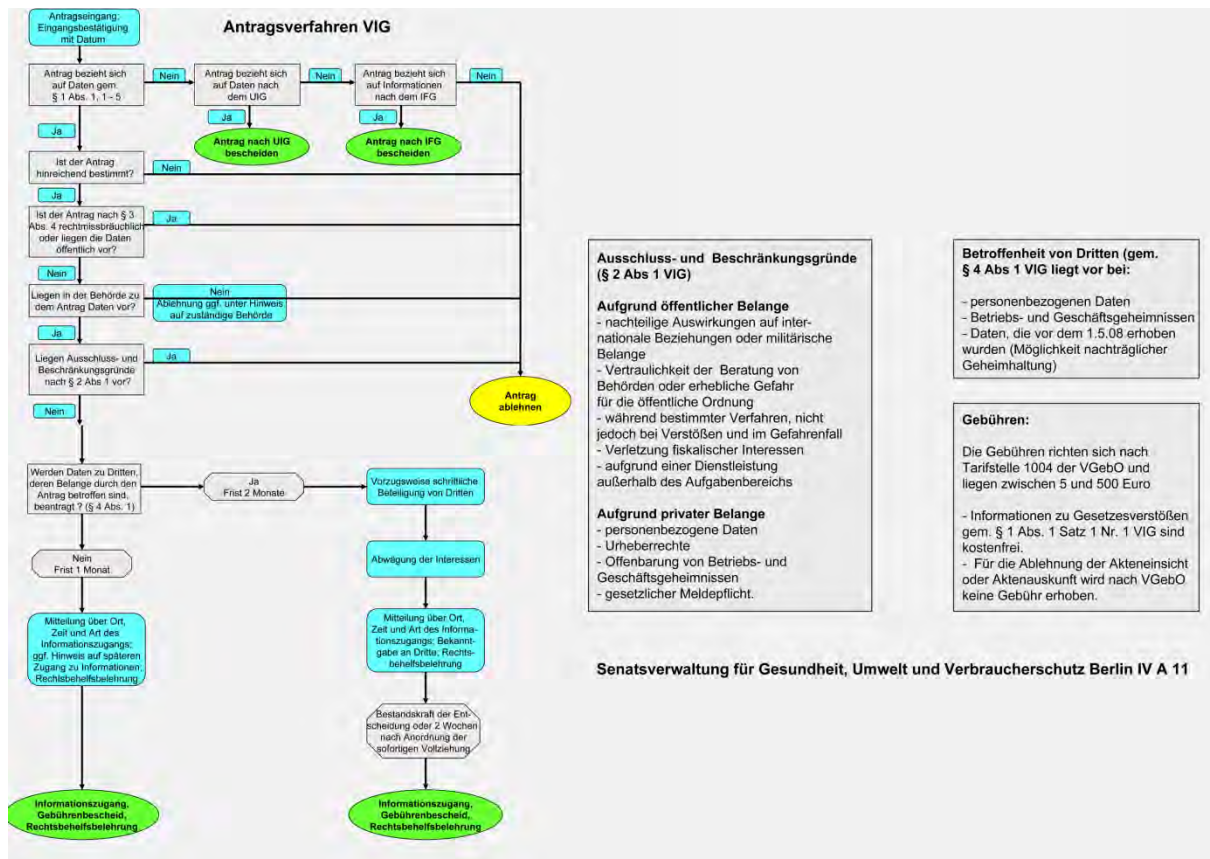 Antragseingang;
Eingangsbestätigung
mit Datum
Antragsverfahren VIG
Antrag bezieht sich
auf Daten gem.
§ 1 Abs. 1, 1 - 5
Nein
Antrag bezieht sich
auf Daten nach
dem UIG
Nein
Antrag bezieht sich
auf Informationen
nach dem IFG
Nein
Ja
Ja
Ja
Antrag nach UIG
bescheiden
Antrag nach IFG
bescheiden
Ist der Antrag
hinreichend bestimmt?
Nein
Ja
Ist der Antrag nach § 3
Abs. 4 rechtmissbräuchlich
oder liegen die Daten
öffentlich vor?
Ja
Nein
Liegen in der Behörde zu
dem Antrag Daten vor?
Nein
Ablehnung ggf. unter Hinweis
auf zuständige Behörde
Ja
Liegen Ausschluss- und
Beschränkungsgründe
nach § 2 Abs 1 vor?
Ja
Nein
Antrag
ablehnen
Werden Daten zu Dritten,
deren Belange durch den
Antrag betroffen sind,
beantragt ? (§ 4 Abs. 1)
Ja
Frist 2 Monate
Vorzugsweise schriftliche
Beteiligung von Dritten
Nein
Frist 1 Monat
Abwägung der Interessen
Mitteilung über Ort,
Zeit und Art des
Informationszugangs;
ggf. Hinweis auf späteren
Zugang zu Informationen;
Rechtsbehelfsbelehrung
Mitteilung über Ort,
Zeit und Art des Informa-
tionszugangs; Bekannt-
gabe an Dritte; Rechts-
behelfsbelehrung
Bestandskraft der Ent-
scheidung oder 2 Wochen
nach Anordnung der
sofortigen Vollziehung
Informationszugang,
Gebührenbescheid,
Rechtsbehelfsbelehrung
Informationszugang,
Gebührenbescheid,
Rechtsbehelfsbelehrung
Ausschluss- und Beschränkungsgründe
(§ 2 Abs 1 VIG)
Aufgrund öffentlicher Belange
- nachteilige Auswirkungen auf inter-
nationale Beziehungen oder militärische
Belange
- Vertraulichkeit der Beratung von
Behörden oder erhebliche Gefahr
für die öffentliche Ordnung
- während bestimmter Verfahren, nicht
jedoch bei Verstößen und im Gefahrenfall
- Verletzung fiskalischer Interessen
- aufgrund einer Dienstleistung
außerhalb des Aufgabenbereichs
Aufgrund privater Belange
- personenbezogene Daten
- Urheberrechte
- Offenbarung von Betriebs- und
Geschäftsgeheimnissen
- gesetzlicher Meldepflicht.
Betroffenheit von Dritten (gem.
§ 4 Abs 1 VIG liegt vor bei:
- personenbezogenen Daten
- Betriebs- und Geschäftsgeheimnissen
- Daten, die vor dem 1.5.08 erhoben
wurden (Möglichkeit nachträglicher
Geheimhaltung)
Gebühren:
Die Gebühren richten sich nach
Tarifstelle 1004 der VGebO und
liegen zwischen 5 und 500 Euro
- Informationen zu Gesetzesverstößen
gem. § 1 Abs. 1 Satz 1 Nr. 1 VIG sind
kostenfrei.
- Für die Ablehnung der Akteneinsicht
oder Aktenauskunft wird nach VGebO
keine Gebühr erhoben.
Senatsverwaltung für Gesundheit, Umwelt und Verbraucherschutz Berlin IV A 11